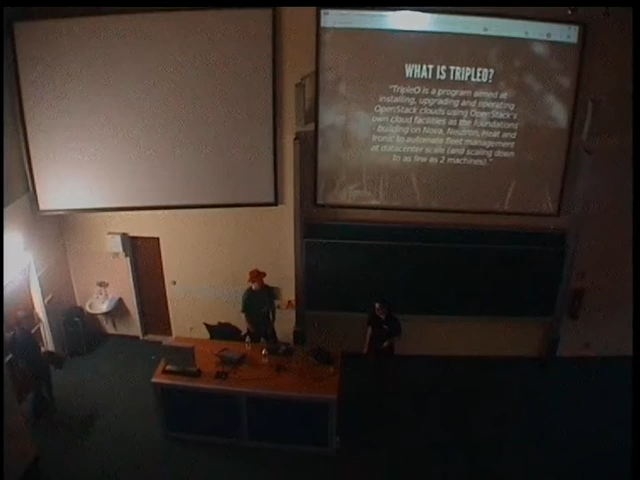 WHAT IS TRIPLEO?
"TripleO is a program aimed at
installing, upgrading and operating
OpenStack clouds using OpenStack's
own cloud facilities as the foundations
- building on Nova, Neutron, Heat and
Ironic to automate fleet management
at datacenter scale (and scaling down
to as few as 2 machines)."